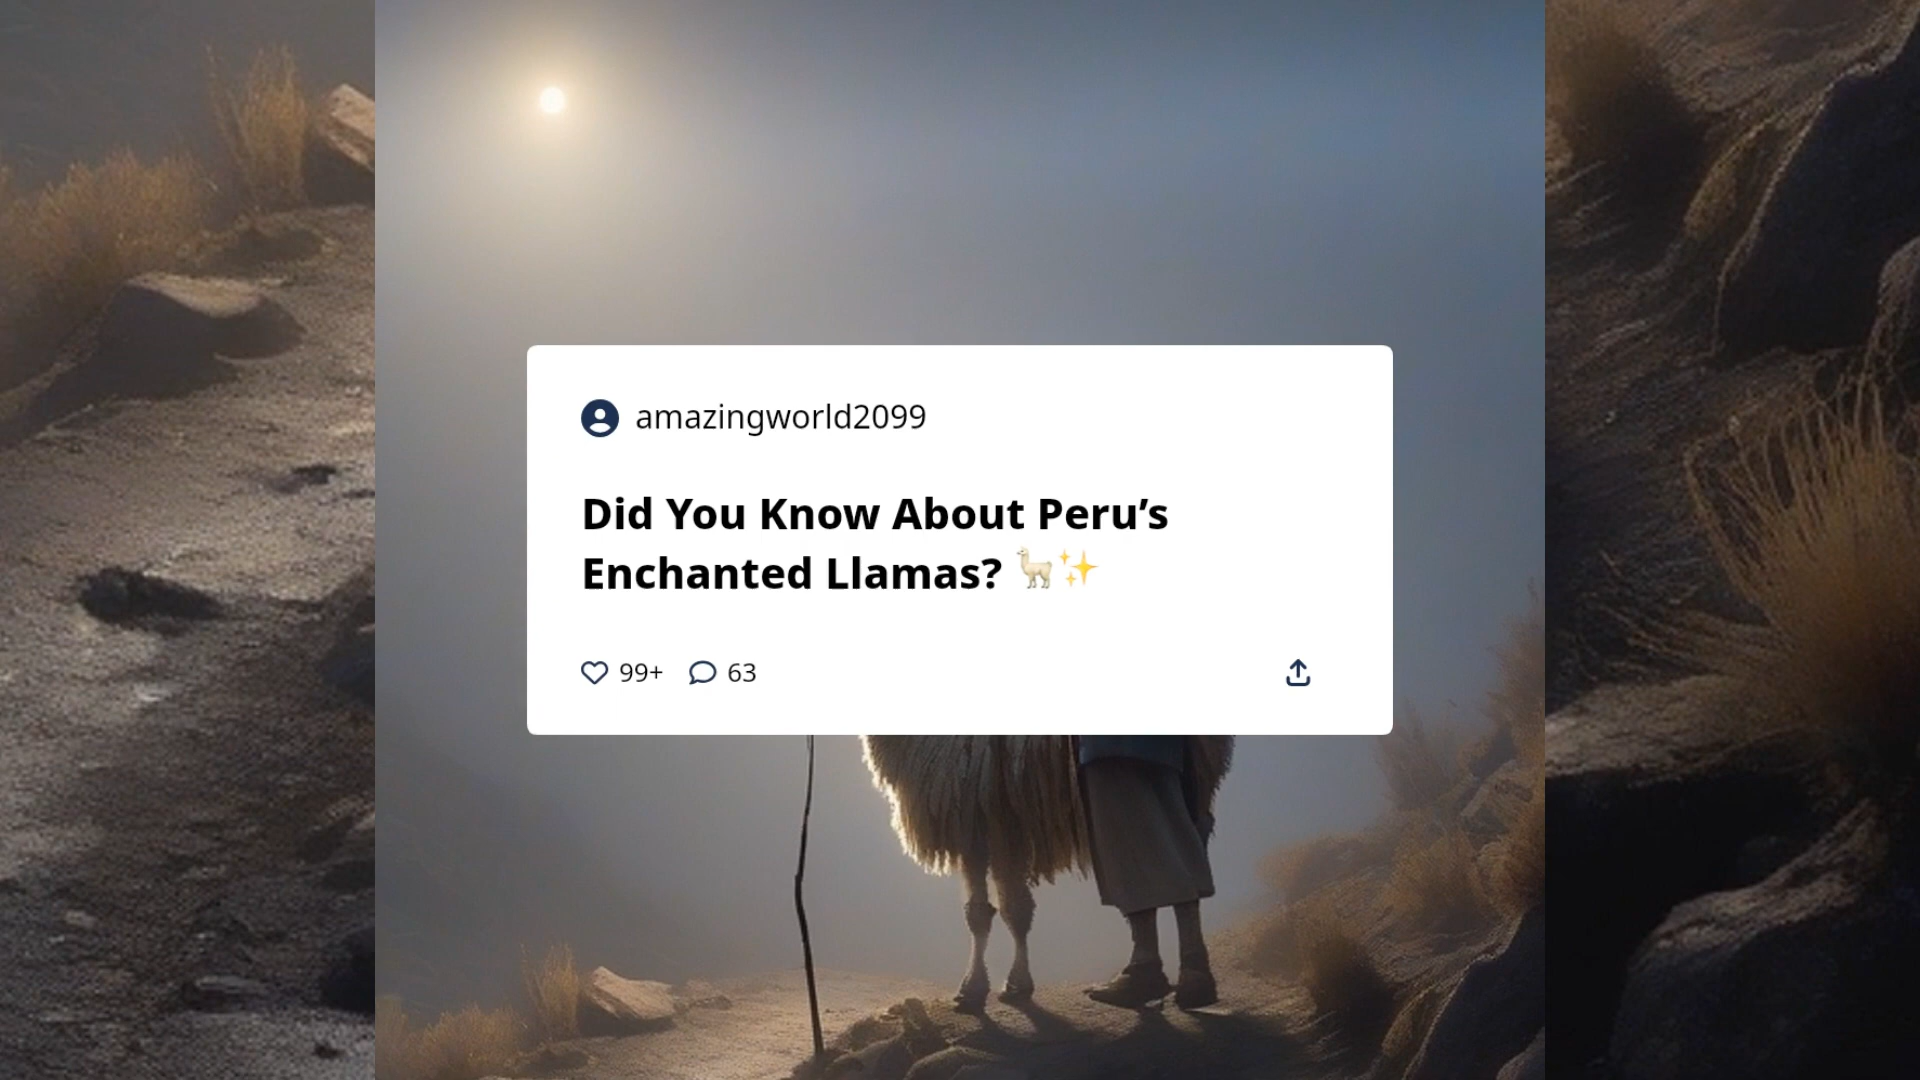 amazingworld2099
Did You Know About Peru’s
Enchanted Llamas? 🦙✨
99+ 63